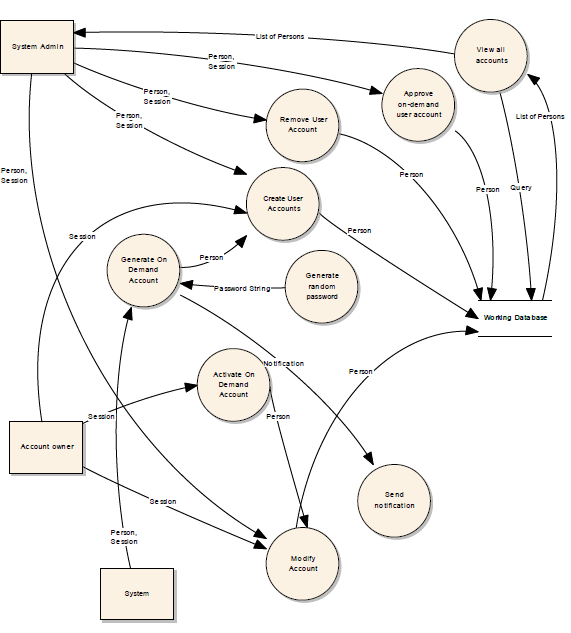 List of Persons
System Admin
View all
accounts
Person,
Session
Person,
Session
Approve
on-demand
user account
Person,
Session
Remove User
Account
List of Persons
Person,
Session
Person
Person
Query
Create User
Accounts
Session
Person
Person
Generate On
Demand
Account
Generate
random
password
Password String
Working Database
Notification
Person
Activate On
Demand
Account
Session
Person
Account owner
Session
Send
notification
Person,
Session
Modify
Account
System